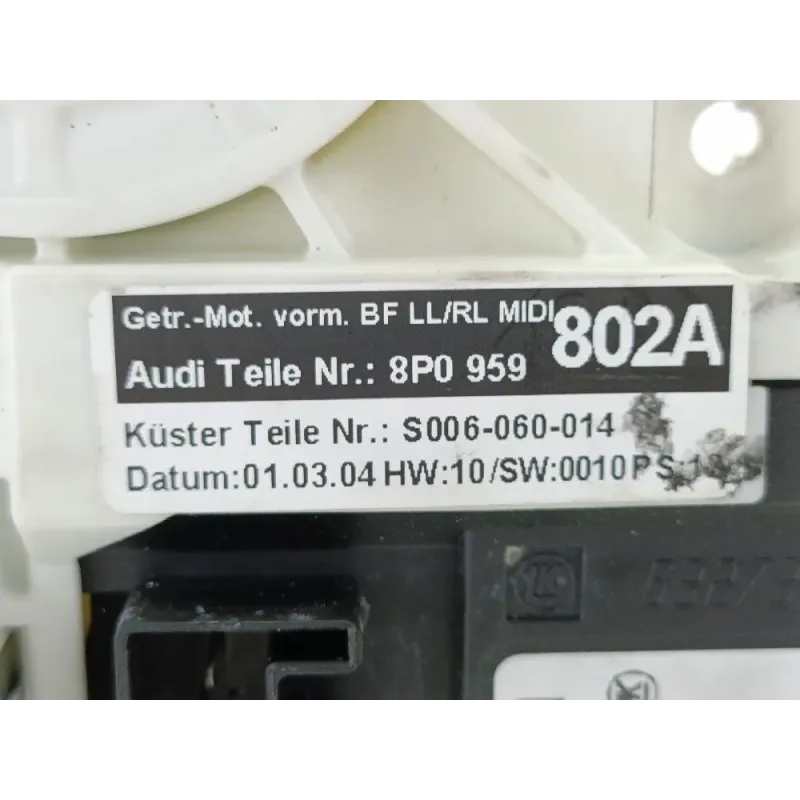 Getr.-Mot. vorm. BF LL/RL MIDI
Audi Teile Nr.: 8P0 959 802A
Küster Teile Nr.: S006-060-014
Datum:01.03.04 HW:10/SW:0010PS: